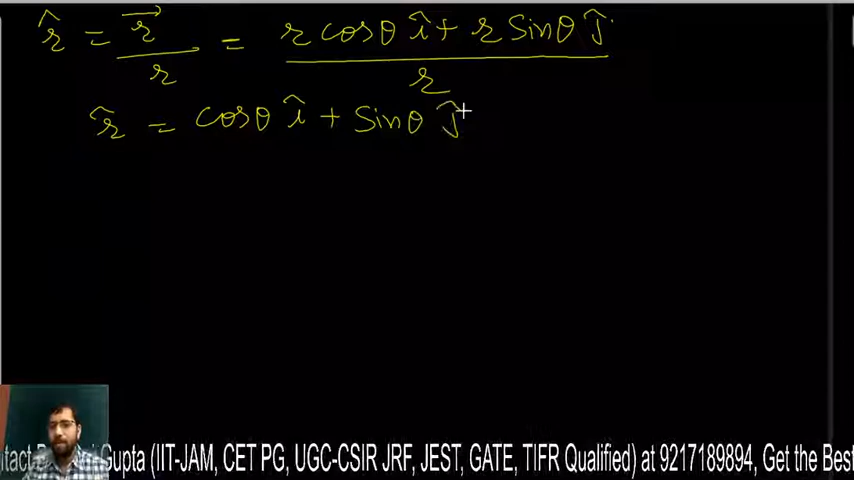 r̂ = r⃗ / r = (r cosθ î + r Sinθ ĵ) / r
r̂ = cosθ î + Sinθ ĵ
Gupta (IIT-JAM, CET PG, UGC-CSIR JRF, JEST, GATE, TIFR Qualified) at 9217189894, Get the Best